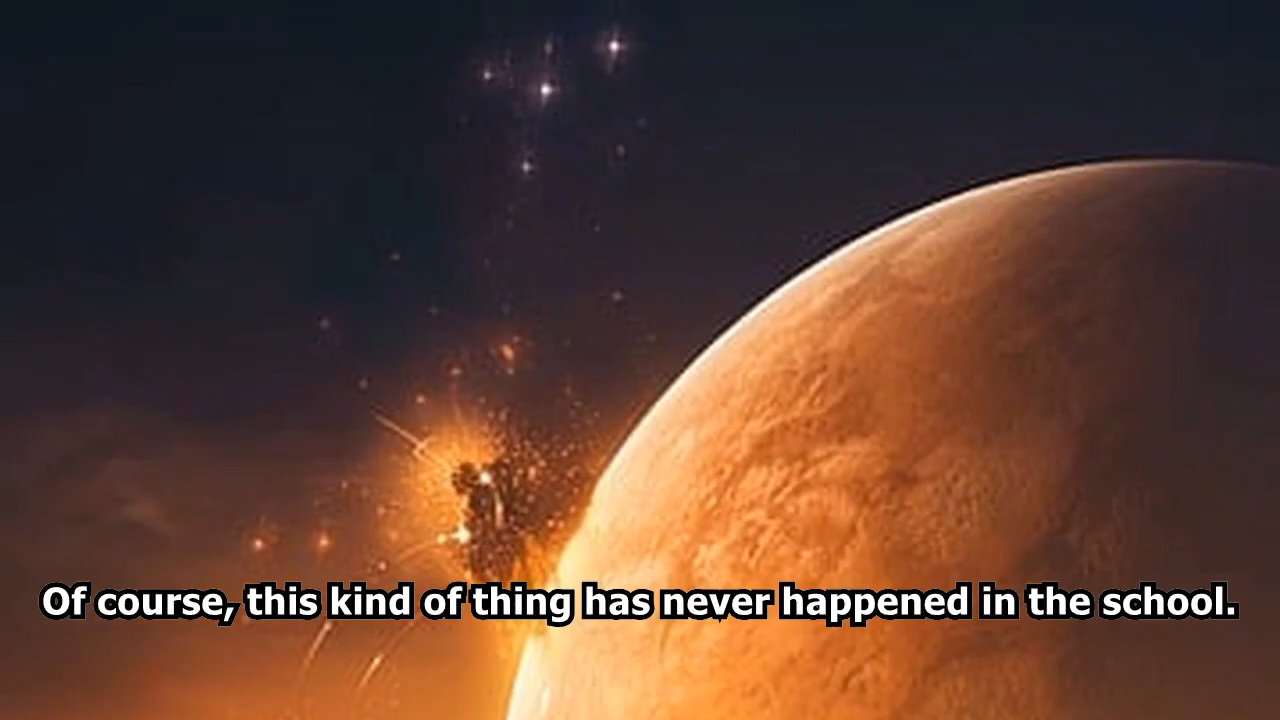 Of course, this kind of thing has never happened in the school.